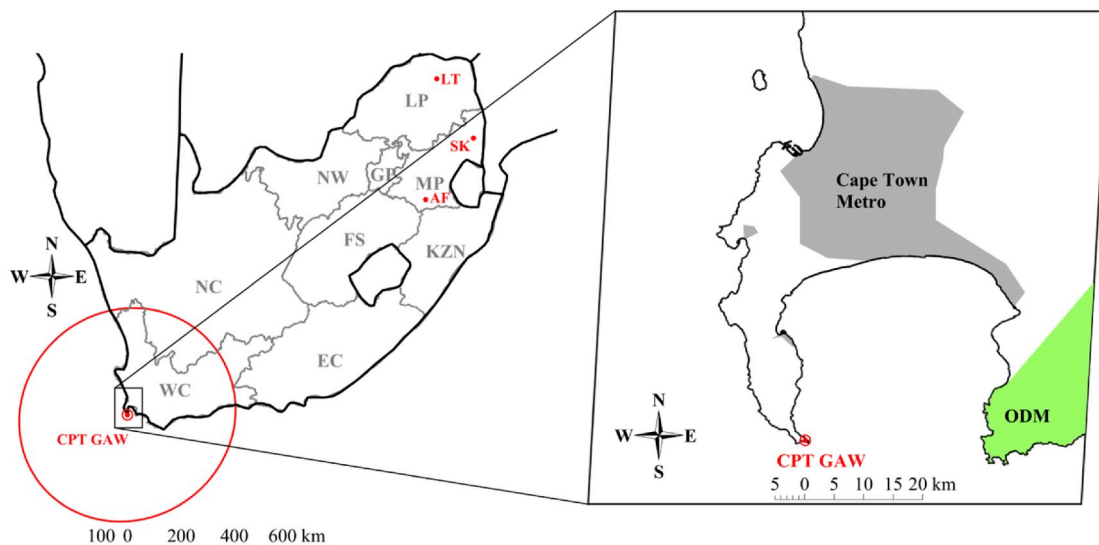 LT
LP
SK
NW
GP
MP
AF
FS
KZN
N
W E
S
NC
EC
WC
CPT GAW
100 0 200 400 600 km
Cape Town
Metro
N
W E
S
ODM
CPT GAW
5 0 5 10 20 km